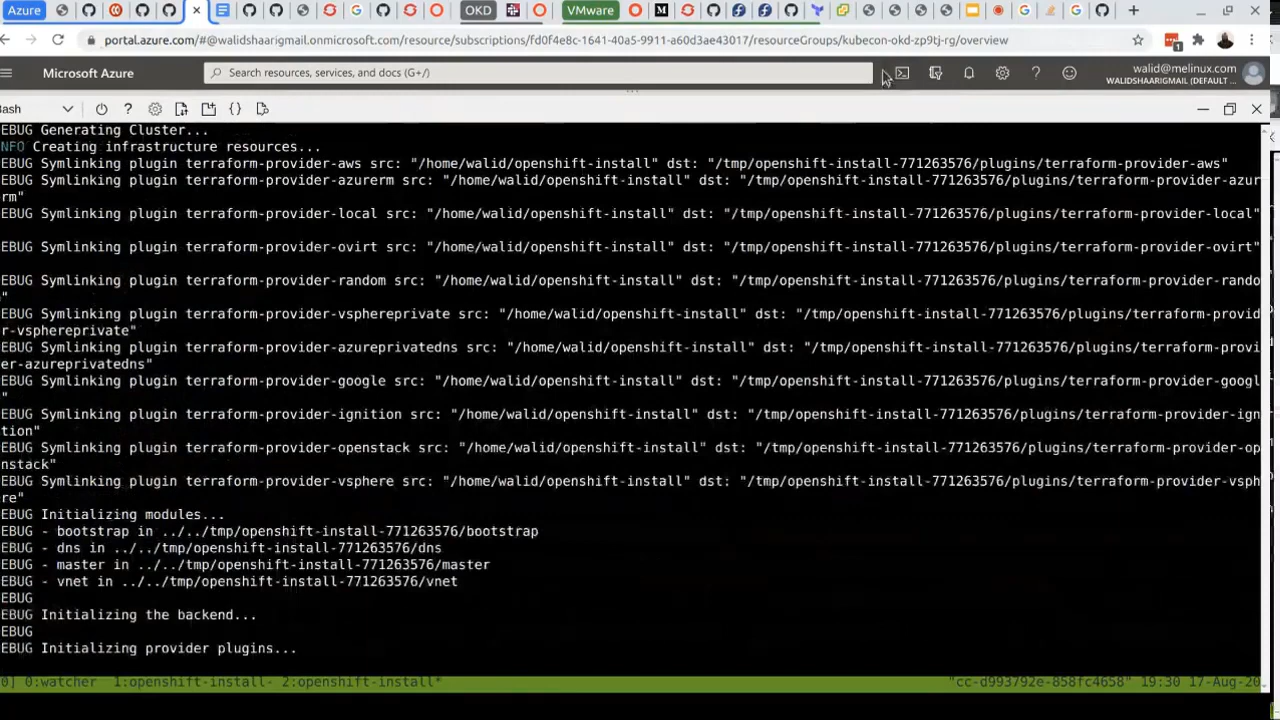 Azure
OKD
VMware
portal.azure.com/#@walidshaarigmail.onmicrosoft.com/resource/subscriptions/fd0f4e8c-1641-40a5-9911-a60d3ae43017/resourceGroups/kubecon-okd-zp9tj-rg/overview
1
Microsoft Azure
Search resources, services, and docs (G+/)
walid@melinux.com
WALIDSHAARIGMAIL (DEFAULT ...
ash
EBUG Generating Cluster...
NFO Creating infrastructure resources...
EBUG Symlinking plugin terraform-provider-aws src: "/home/walid/openshift-install" dst: "/tmp/openshift-install-771263576/plugins/terraform-provider-aws"
EBUG Symlinking plugin terraform-provider-azurerm src: "/home/walid/openshift-install" dst: "/tmp/openshift-install-771263576/plugins/terraform-provider-azur
rm"
EBUG Symlinking plugin terraform-provider-local src: "/home/walid/openshift-install" dst: "/tmp/openshift-install-771263576/plugins/terraform-provider-local"
EBUG Symlinking plugin terraform-provider-ovirt src: "/home/walid/openshift-install" dst: "/tmp/openshift-install-771263576/plugins/terraform-provider-ovirt"
EBUG Symlinking plugin terraform-provider-random src: "/home/walid/openshift-install" dst: "/tmp/openshift-install-771263576/plugins/terraform-provider-rando
"
EBUG Symlinking plugin terraform-provider-vsphereprivate src: "/home/walid/openshift-install" dst: "/tmp/openshift-install-771263576/plugins/terraform-provid
r-vsphereprivate"
EBUG Symlinking plugin terraform-provider-azureprivatedns src: "/home/walid/openshift-install" dst: "/tmp/openshift-install-771263576/plugins/terraform-provi
er-azureprivatedns"
EBUG Symlinking plugin terraform-provider-google src: "/home/walid/openshift-install" dst: "/tmp/openshift-install-771263576/plugins/terraform-provider-googl
"
EBUG Symlinking plugin terraform-provider-ignition src: "/home/walid/openshift-install" dst: "/tmp/openshift-install-771263576/plugins/terraform-provider-ign
tion"
EBUG Symlinking plugin terraform-provider-openstack src: "/home/walid/openshift-install" dst: "/tmp/openshift-install-771263576/plugins/terraform-provider-op
nstack"
EBUG Symlinking plugin terraform-provider-vsphere src: "/home/walid/openshift-install" dst: "/tmp/openshift-install-771263576/plugins/terraform-provider-vsph
re"
EBUG Initializing modules...
EBUG - bootstrap in ../../tmp/openshift-install-771263576/bootstrap
EBUG - dns in ../../tmp/openshift-install-771263576/dns
EBUG - master in ../../tmp/openshift-install-771263576/master
EBUG - vnet in ../../tmp/openshift-install-771263576/vnet
EBUG
EBUG Initializing the backend...
EBUG
EBUG Initializing provider plugins...
0] 0:watcher 1:openshift-install- 2:openshift-install* "cc-d993792e-858fc4658" 19:30 17-Aug-20